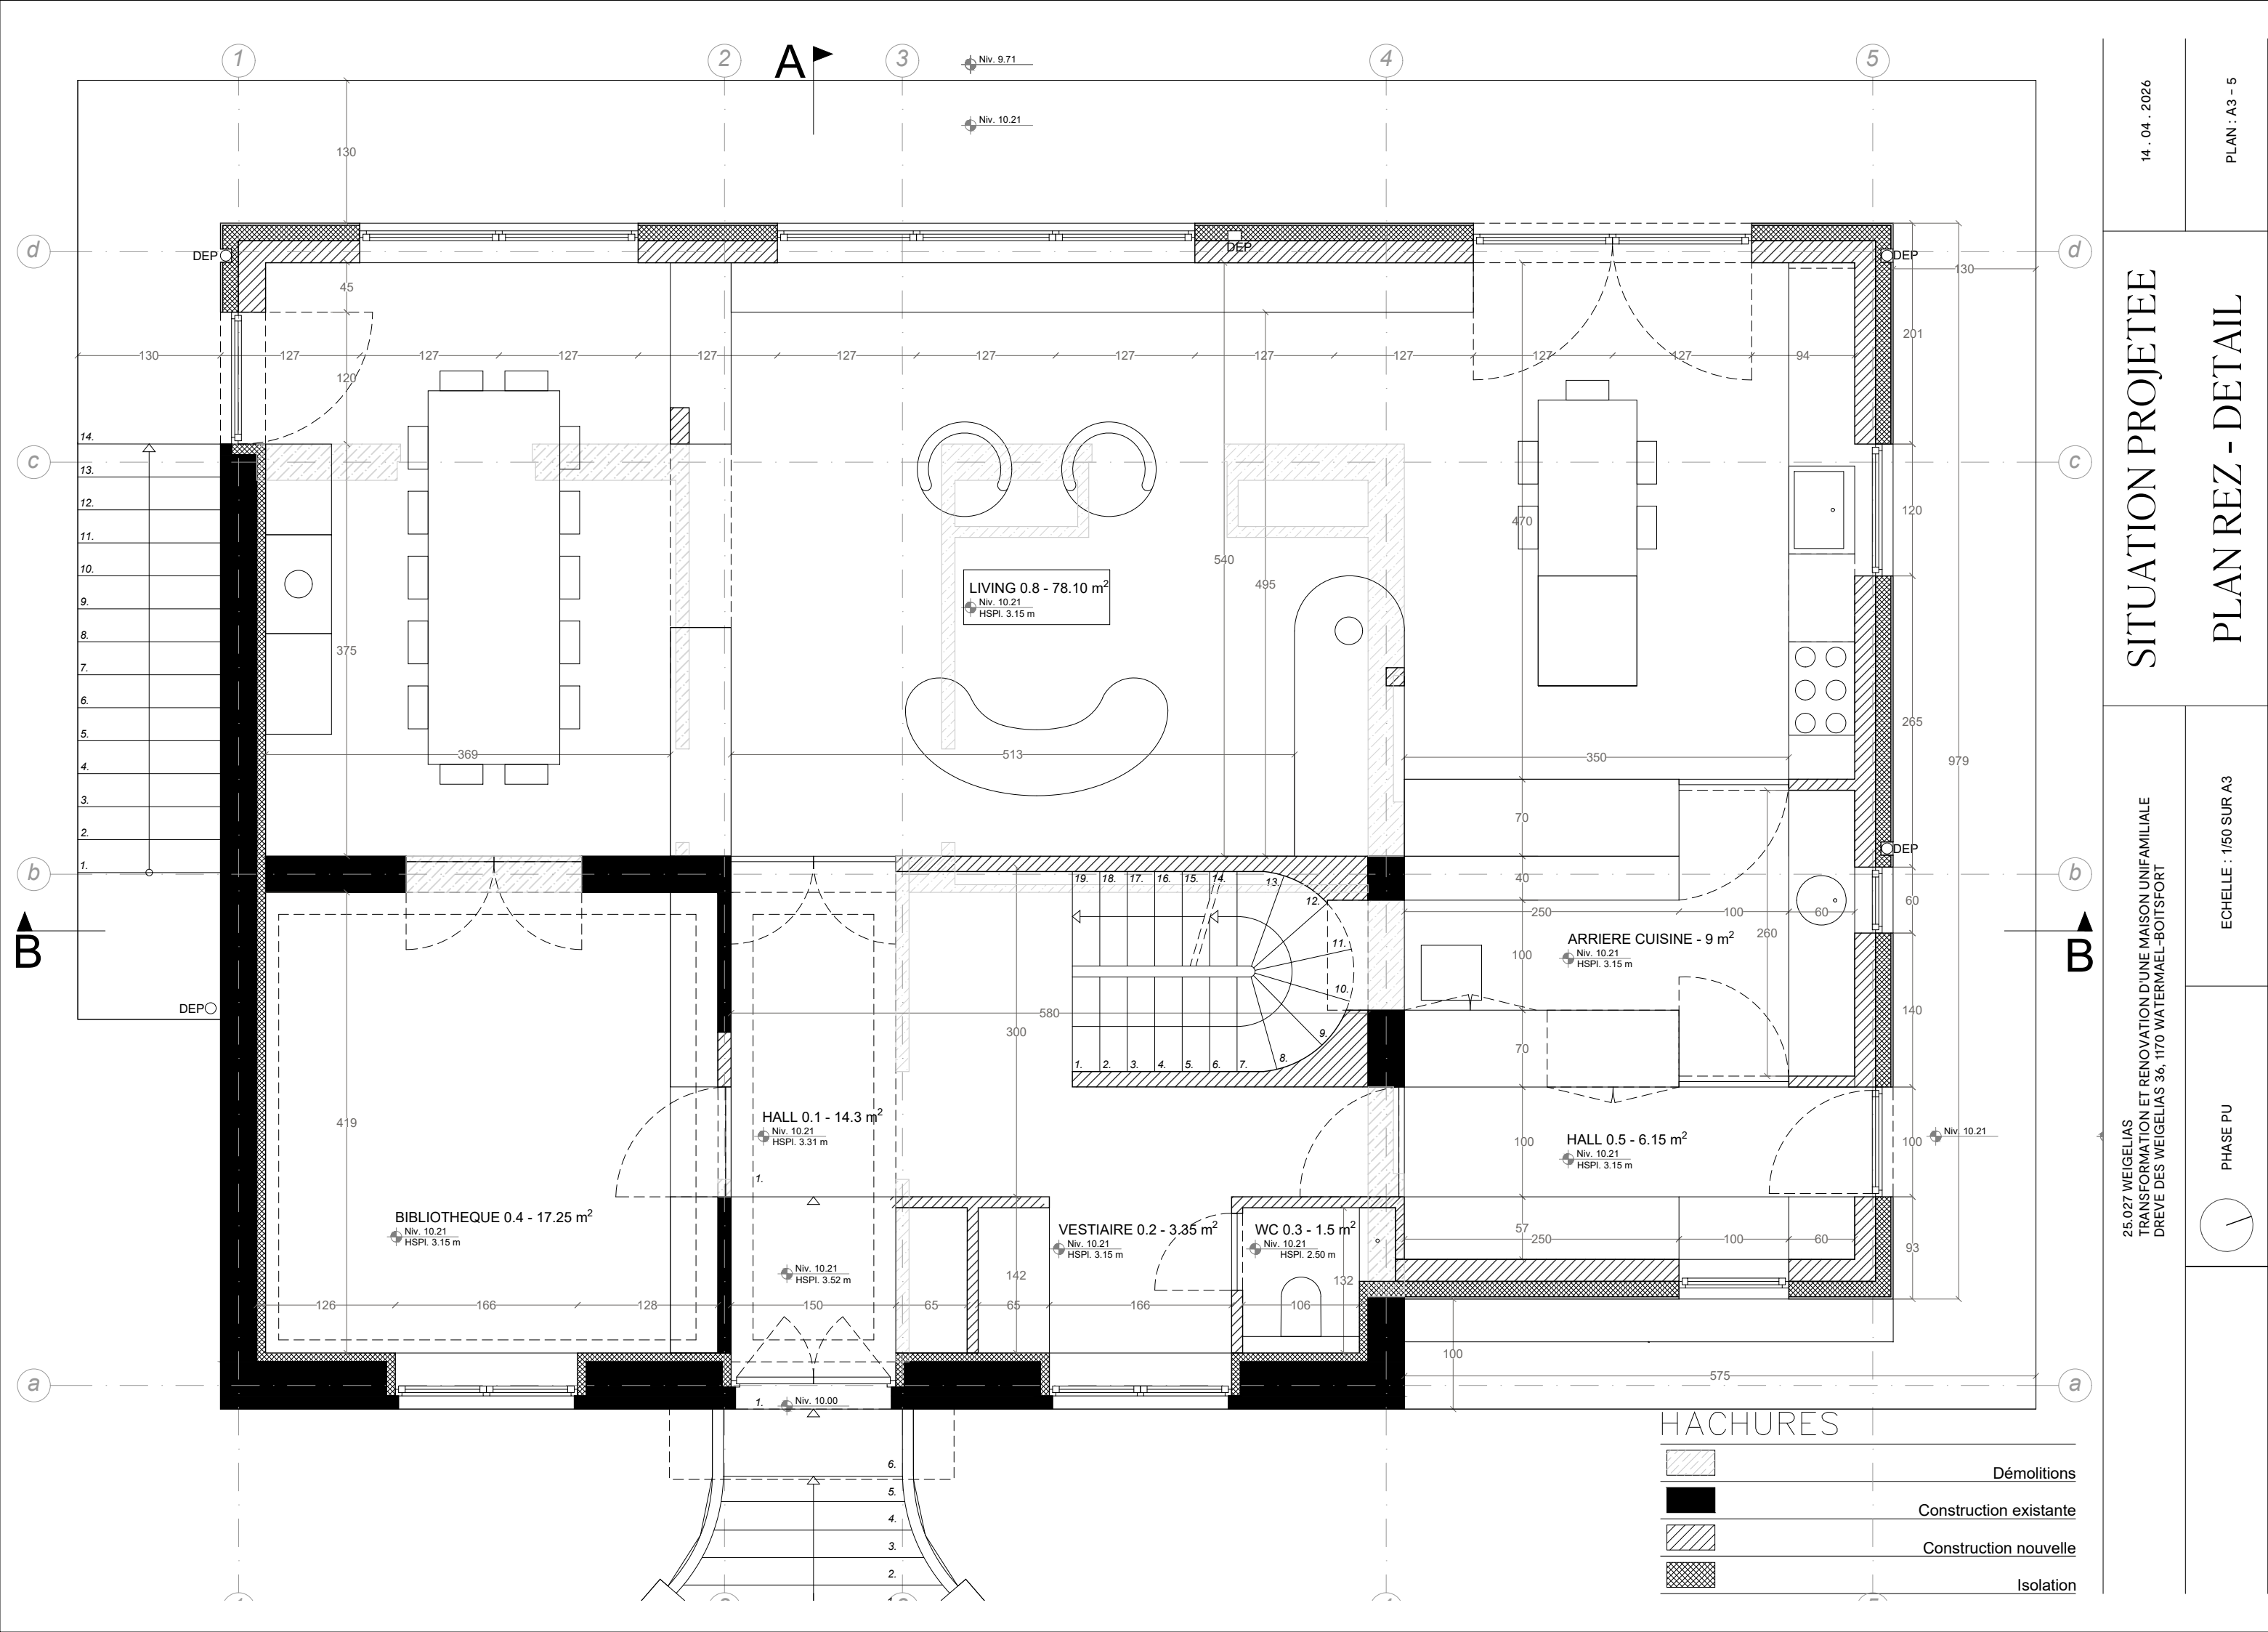 1
2
A
3
4
5
Niv. 9.71
Niv. 10.21
130
d
d
DEP
DEP
DEP
130
45
201
130
127
127
127
127
127
127
127
127
127
127
127
94
120
14.
c
c
13.
12.
11.
10.
9.
8.
7.
6.
5.
4.
3.
2.
1.
470
120
540
495
LIVING 0.8 - 78.10 m²
Niv. 10.21
HSPl. 3.15 m
375
265
369
513
350
979
70
DEP
b
b
19.
18.
17.
16.
15.
14.
13.
12.
11.
10.
9.
8.
1.
2.
3.
4.
5.
6.
7.
40
60
250
100
60
260
B
B
ARRIERE CUISINE - 9 m²
Niv. 10.21
HSPl. 3.15 m
100
DEP
580
300
140
70
419
HALL 0.1 - 14.3 m²
Niv. 10.21
HSPl. 3.31 m
1.
HALL 0.5 - 6.15 m²
Niv. 10.21
HSPl. 3.15 m
100
100
Niv. 10.21
BIBLIOTHEQUE 0.4 - 17.25 m²
Niv. 10.21
HSPl. 3.15 m
VESTIAIRE 0.2 - 3.35 m²
Niv. 10.21
HSPl. 3.15 m
WC 0.3 - 1.5 m²
Niv. 10.21
HSPl. 2.50 m
57
250
100
60
93
Niv. 10.21
HSPl. 3.52 m
142
132
126
166
128
150
65
65
166
106
100
575
a
a
1.
Niv. 10.00
6.
5.
4.
3.
2.
HACHURES
Démolitions
Construction existante
Construction nouvelle
Isolation
14 . 04 . 2026
PLAN : A3 - 5
SITUATION PROJETEE
PLAN REZ - DETAIL
25.027 WEIGELIAS
TRANSFORMATION ET RENOVATION D'UNE MAISON UNIFAMILIALE
DREVE DES WEIGELIAS 36, 1170 WATERMAEL-BOITSFORT
ECHELLE : 1/50 SUR A3
PHASE PU